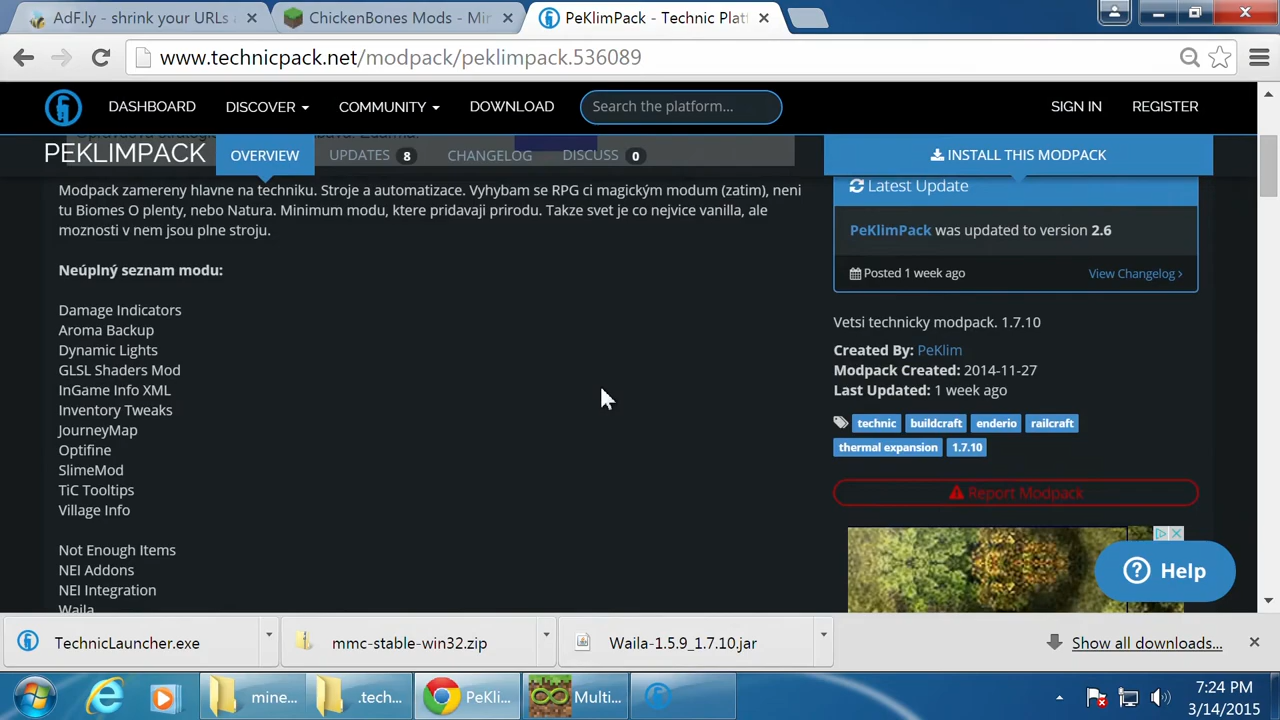 AdF.ly - shrink your URLs
ChickenBones Mods - Min
PeKlimPack - Technic Platf
www.technicpack.net/modpack/peklimpack.536089
DASHBOARD
DISCOVER
COMMUNITY
DOWNLOAD
Search the platform...
SIGN IN
REGISTER
PEKLIMPACK
OVERVIEW
UPDATES 8
CHANGELOG
DISCUSS 0
INSTALL THIS MODPACK
Modpack zamereny hlavne na techniku. Stroje a automatizace. Vyhybam se RPG ci magickým modum (zatim), neni
tu Biomes O plenty, nebo Natura. Minimum modu, ktere pridavaji prirodu. Takze svet je co nejvice vanilla, ale
moznosti v nem jsou plne stroju.
Neúplný seznam modu:
Damage Indicators
Aroma Backup
Dynamic Lights
GLSL Shaders Mod
InGame Info XML
Inventory Tweaks
JourneyMap
Optifine
SlimeMod
TiC Tooltips
Village Info
Not Enough Items
NEI Addons
NEI Integration
Waila
Latest Update
PeKlimPack was updated to version 2.6
Posted 1 week ago
View Changelog
Vetsi technicky modpack. 1.7.10
Created By: PeKlim
Modpack Created: 2014-11-27
Last Updated: 1 week ago
technic buildcraft enderio railcraft
thermal expansion 1.7.10
Report Modpack
Help
TechnicLauncher.exe
mmc-stable-win32.zip
Waila-1.5.9_1.7.10.jar
Show all downloads...
mine...
.tech...
PeKli...
Multi...
7:24 PM
3/14/2015